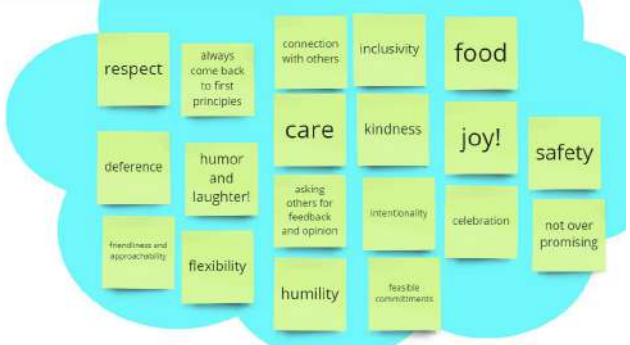 respect
always
come back
to first
principles
connection
with others
inclusivity
food
care
kindness
joy!
safety
deference
humor
and
laughter!
asking
others for
feedback
and opinion
intentionality
celebration
not over
promising
friendliness and
approachability
flexibility
humility
feasible
committments